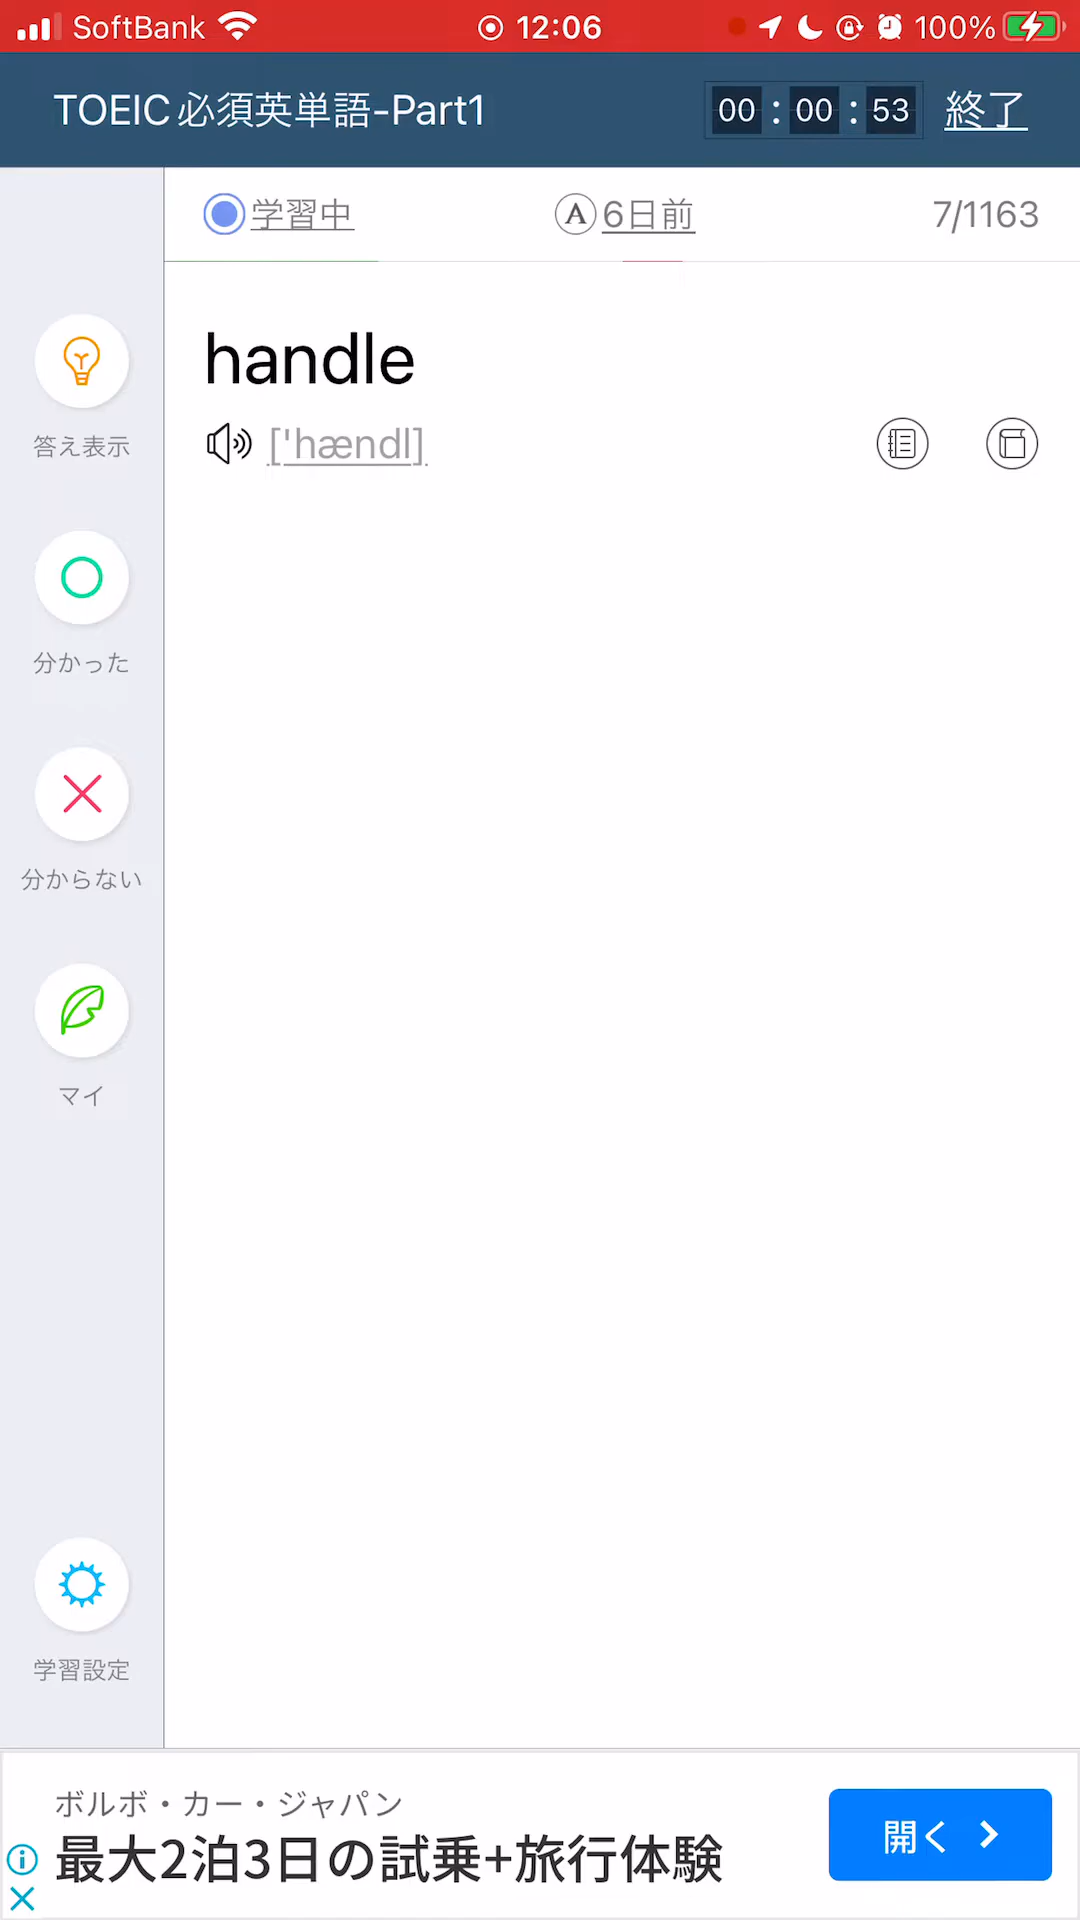 SoftBank 12:06 100%
TOEIC必須英単語-Part1 00 : 00 : 53 終了
学習中 A 6日前 7/1163
handle
['hændl]
答え表示
分かった
分からない
マイ
学習設定
ボルボ・カー・ジャパン
最大2泊3日の試乗+旅行体験
開く